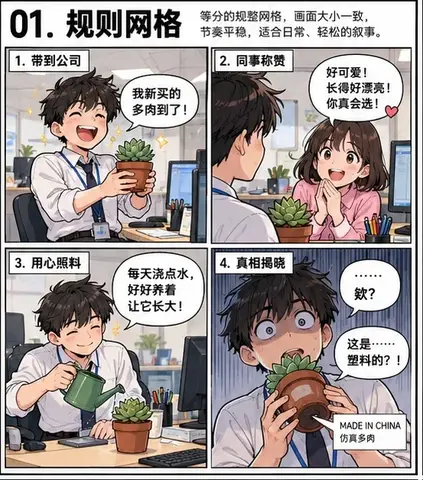 01. 规则网格
等分的规整网格，画面大小一致，
节奏平稳，适合日常、轻松的叙事。
1. 带到公司
我新买的
多肉到了！
2. 同事称赞
好可爱！
长得好漂亮！
你真会选！
3. 用心照料
每天浇点水，
好好养着
让它长大！
4. 真相揭晓
……
欸？
这是……
塑料的？！
MADE IN CHINA
仿真多肉